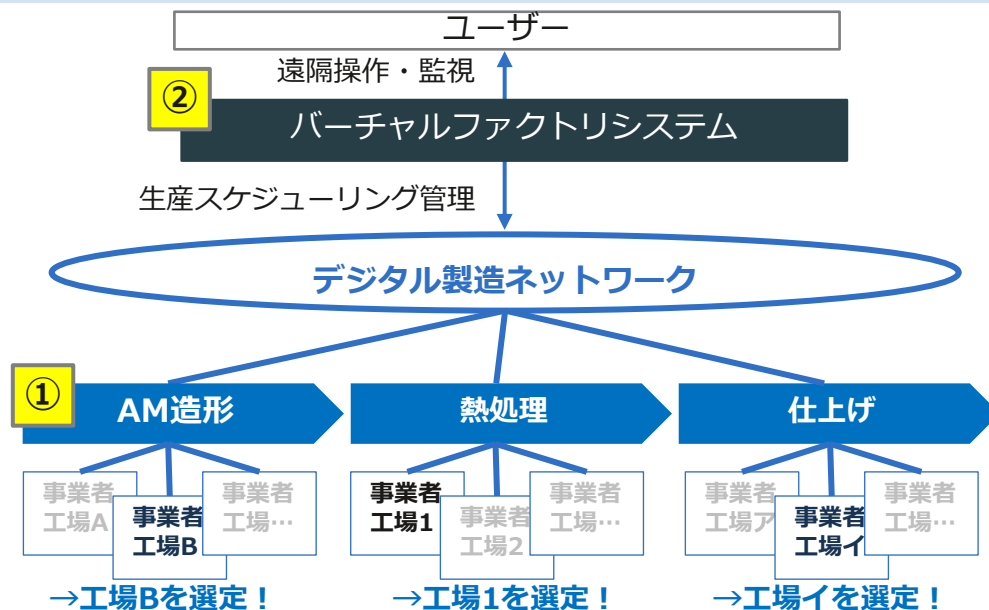 ユーザー
遠隔操作・監視
②
バーチャルファクトリシステム
生産スケジューリング管理
デジタル製造ネットワーク
①
AM造形
熱処理
仕上げ
事業者
工場A
事業者
工場B
事業者
工場…
事業者
工場1
事業者
工場2
事業者
工場…
事業者
工場ア
事業者
工場イ
事業者
工場…
→工場Bを選定！
→工場1を選定！
→工場イを選定！